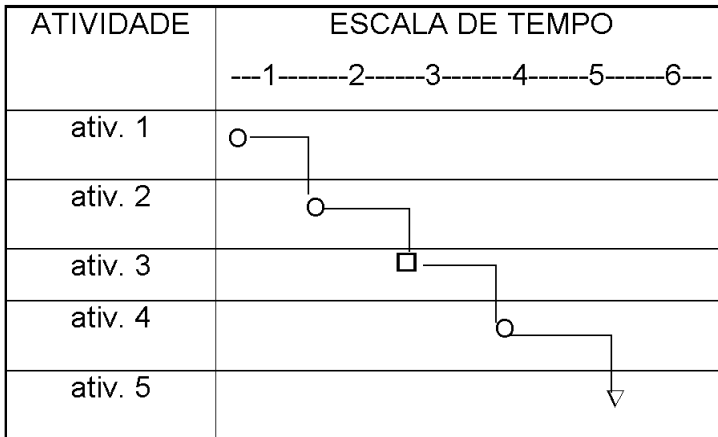 ATIVIDADE ESCALA DE TEMPO
---1-------2------3-------4------5------6---
ativ. 1
ativ. 2
ativ. 3
ativ. 4
ativ. 5